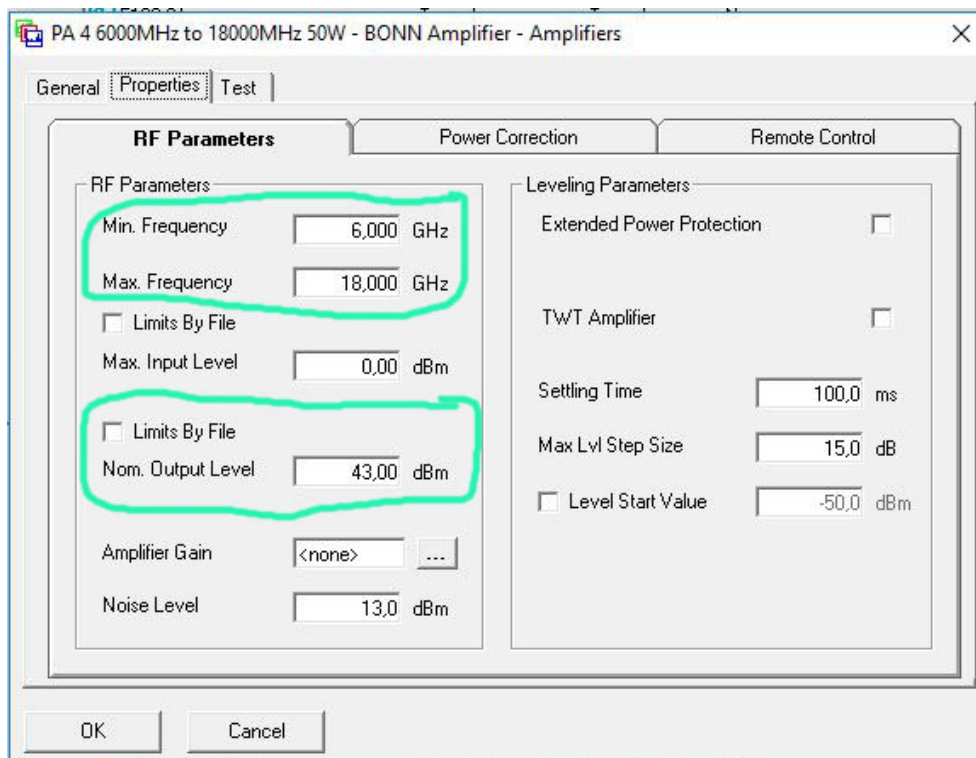 PA 4 6000MHz to 18000MHz 50W - BONN Amplifier - Amplifiers
General Properties Test
RF Parameters Power Correction Remote Control
RF Parameters
Min. Frequency 6,000 GHz
Max. Frequency 18,000 GHz
Limits By File
Max. Input Level 0,00 dBm
Limits By File
Nom. Output Level 43,00 dBm
Amplifier Gain <none> ...
Noise Level 13,0 dBm
Leveling Parameters
Extended Power Protection
TWT Amplifier
Settling Time 100,0 ms
Max Lvl Step Size 15,0 dB
Level Start Value -50,0 dBm
OK Cancel